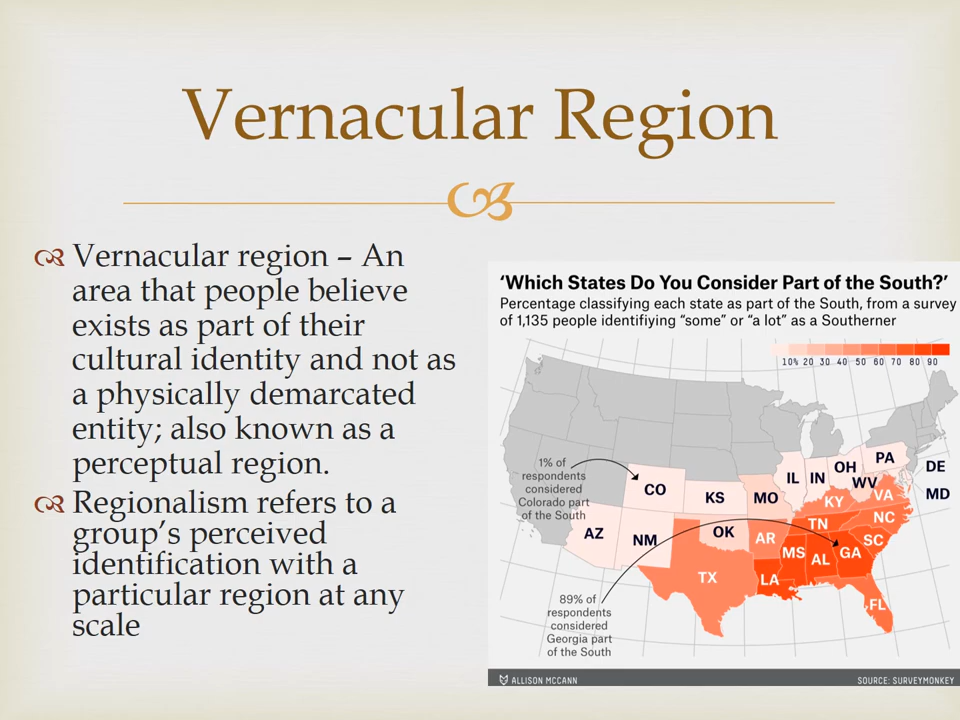 Vernacular Region
Vernacular region – An
area that people believe
exists as part of their
cultural identity and not as
a physically demarcated
entity; also known as a
perceptual region.
Regionalism refers to a
group's perceived
identification with a
particular region at any
scale
'Which States Do You Consider Part of the South?'
Percentage classifying each state as part of the South, from a survey
of 1,135 people identifiying "some" or "a lot" as a Southerner
10% 20 30 40 50 60 70 80 90
1% of
respondents
considered
Colorado part
of the South
CO
KS
MO
IL
IN
OH
PA
WV
DE
MD
VA
KY
AZ
NM
OK
AR
TN
NC
SC
TX
LA
MS
AL
GA
FL
89% of
respondents
considered
Georgia part
of the South
ALLISON MCCANN
SOURCE: SURVEYMONKEY